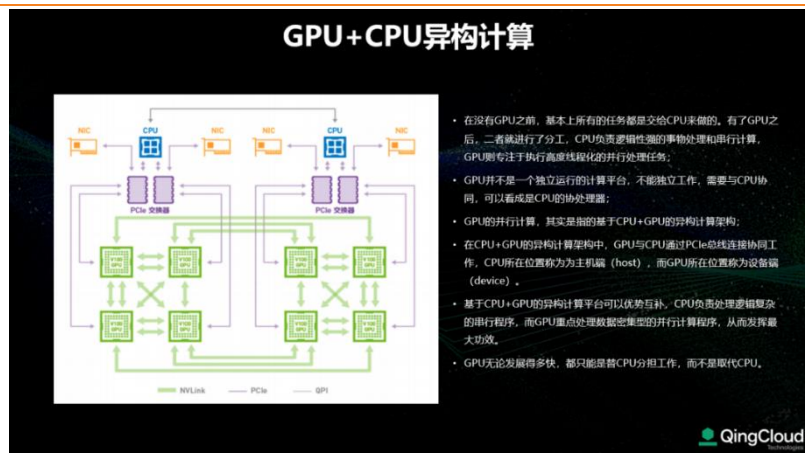 GPU+CPU异构计算
NIC
CPU
NIC
NIC
CPU
NIC
PCIe 交换器
PCIe 交换器
V100 GPU
V100 GPU
V100 GPU
V100 GPU
V100 GPU
V100 GPU
V100 GPU
V100 GPU
NVLink
PCIe
QPI
• 在没有GPU之前，基本上所有的任务都是交给CPU来做的。有了GPU之
后，二者就进行了分工，CPU负责逻辑性强的事物处理和串行计算，
GPU则专注于执行高度线程化的并行处理任务；
• GPU并不是一个独立运行的计算平台，不能独立工作，需要与CPU协
同，可以看成是CPU的协处理器；
• GPU的并行计算，其实是指的基于CPU+GPU的异构计算架构；
• 在CPU+GPU的异构计算架构中，GPU与CPU通过PCIe总线连接协同工
作，CPU所在位置称为为主机端（host），而GPU所在位置称为设备端
（device）。
• 基于CPU+GPU的异构计算平台可以优势互补，CPU负责处理逻辑复杂
的串行程序，而GPU重点处理数据密集型的并行计算程序，从而发挥最
大功效。
• GPU无论发展得多快，都只能是替CPU分担工作，而不是取代CPU。
QingCloud
Technologies